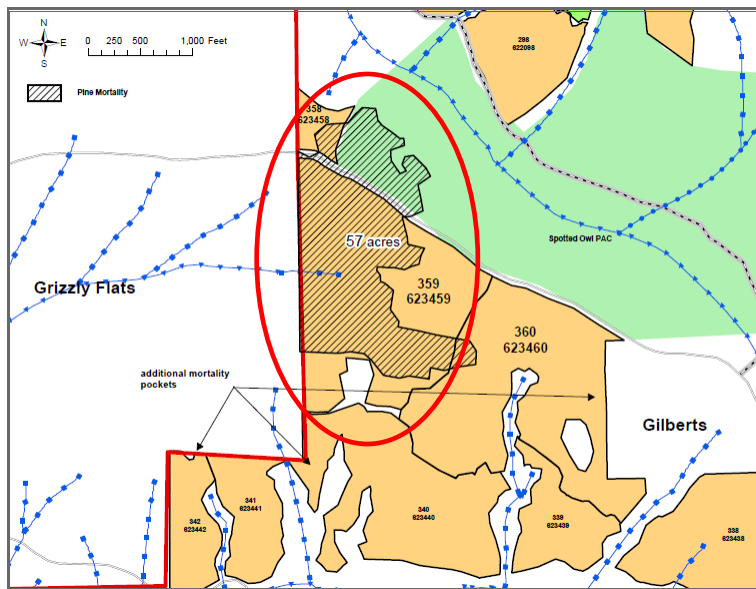 N
W E
S
0 250 500 1,000 Feet
Pine Mortality
298
622098
358
623458
57 acres
Spotted Owl PAC
359
623459
Grizzly Flats
360
623460
additional mortality
pockets
Gilberts
342
623442
341
623441
340
623440
339
623439
338
623438